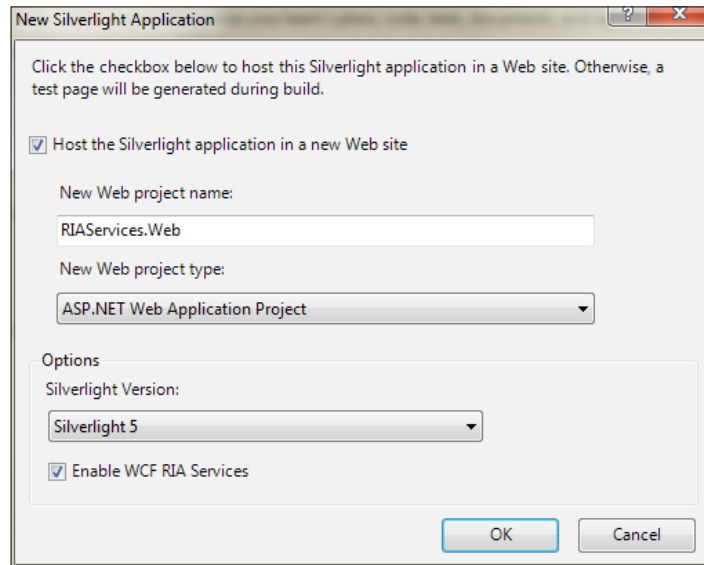 New Silverlight Application
Click the checkbox below to host this Silverlight application in a Web site. Otherwise, a
test page will be generated during build.
Host the Silverlight application in a new Web site
New Web project name:
RIAServices.Web
New Web project type:
ASP.NET Web Application Project
Options
Silverlight Version:
Silverlight 5
Enable WCF RIA Services
OK Cancel